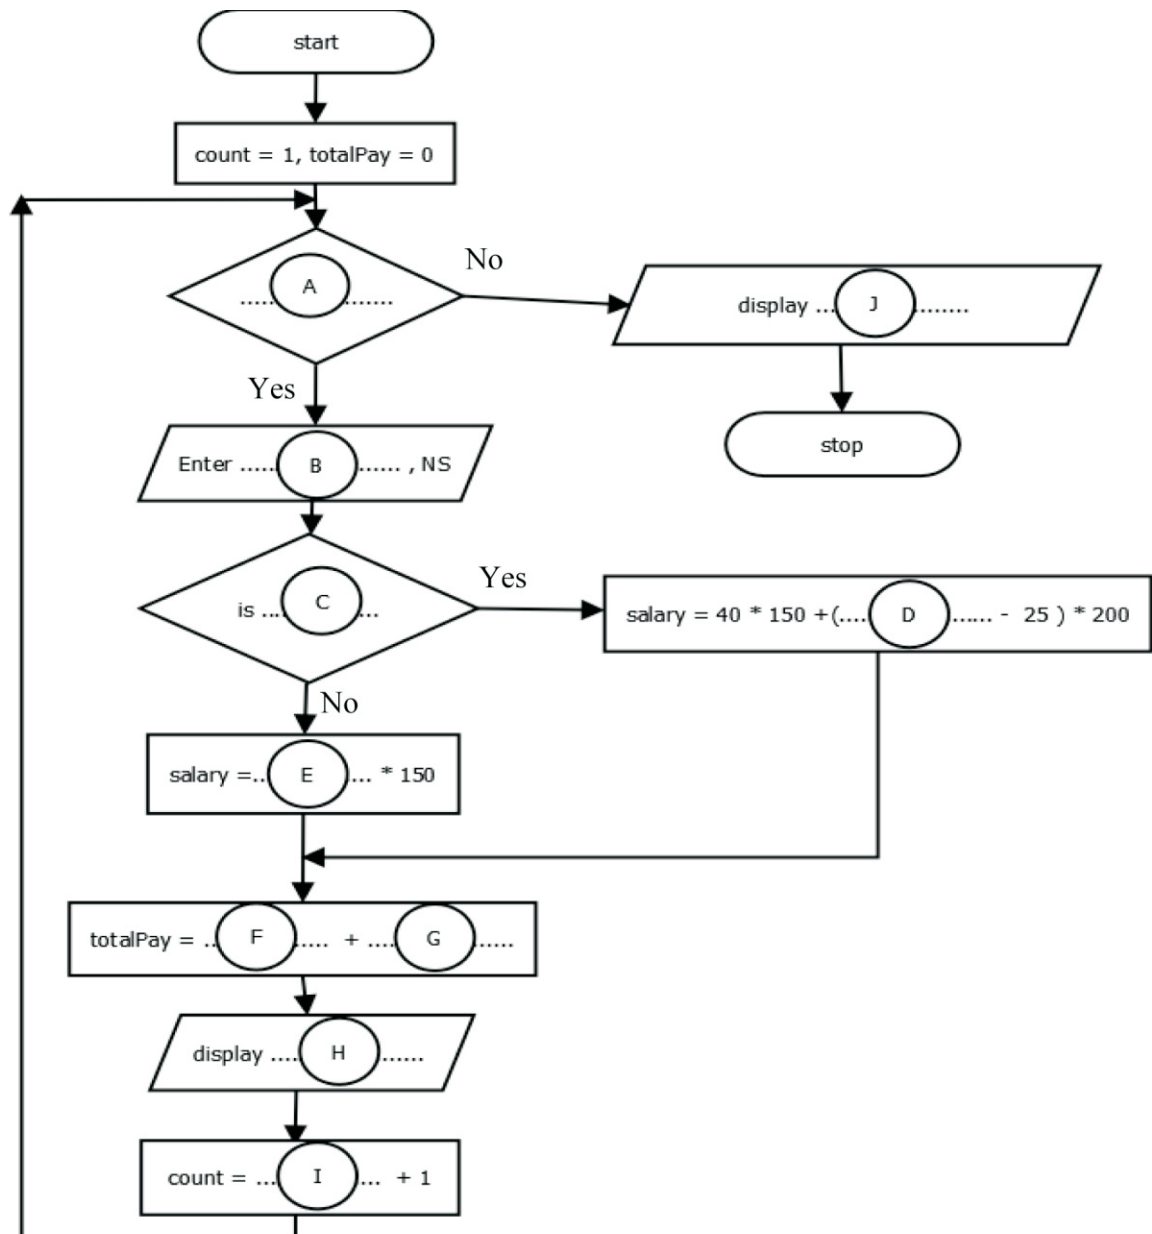 start
count = 1, totalPay = 0
..... A ........
No
display ... J ........
Yes
Enter ..... B ...... , NS
stop
is .... C ...
Yes
salary = 40 * 150 +(.... D ...... - 25 ) * 200
No
salary =.. E ... * 150
totalPay = .. F ..... + .... G ......
display .... H ......
count = ... I ... + 1